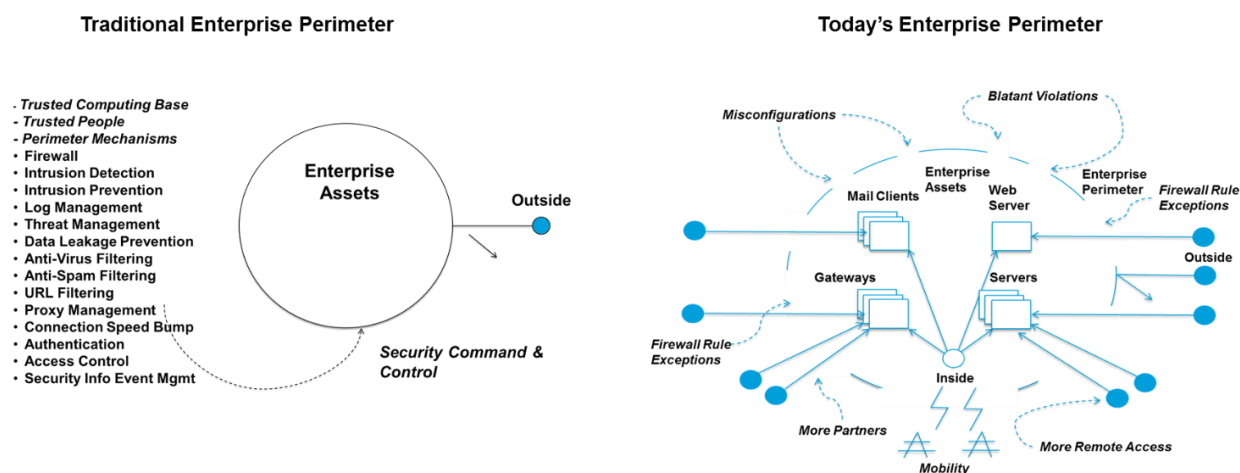 Traditional Enterprise Perimeter
- Trusted Computing Base
- Trusted People
- Perimeter Mechanisms
• Firewall
• Intrusion Detection
• Intrusion Prevention
• Log Management
• Threat Management
• Data Leakage Prevention
• Anti-Virus Filtering
• Anti-Spam Filtering
• URL Filtering
• Proxy Management
• Connection Speed Bump
• Authentication
• Access Control
• Security Info Event Mgmt
Enterprise
Assets
Outside
Security Command &
Control
Today's Enterprise Perimeter
Blatant Violations
Misconfigurations
Enterprise
Assets
Enterprise
Perimeter
Mail Clients
Web
Server
Firewall Rule
Exceptions
Outside
Gateways
Servers
Firewall Rule
Exceptions
Inside
More Partners
More Remote Access
Mobility